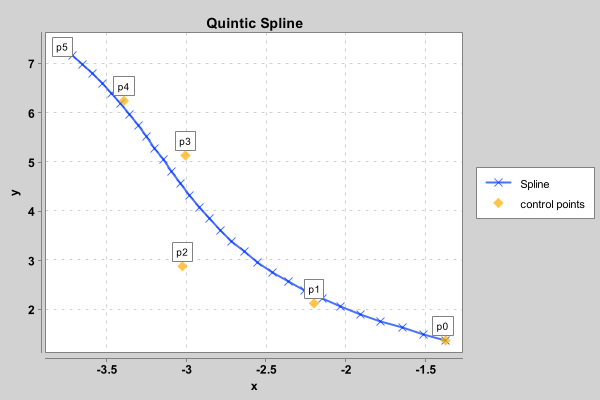 Quintic Spline
p5
p4
p3
p2
p1
p0
7
6
5
4
3
2
y
-3.5 -3 -2.5 -2 -1.5
x
Spline
control points